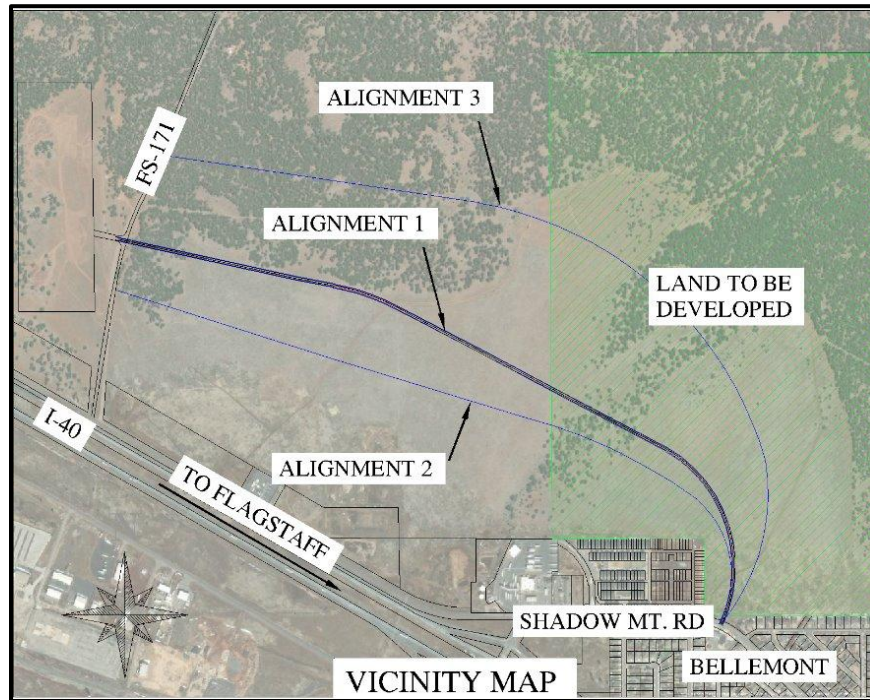 ALIGNMENT 3
FS-171
ALIGNMENT 1
LAND TO BE
DEVELOPED
I-40
ALIGNMENT 2
TO FLAGSTAFF
SHADOW MT. RD
BELLEMONT
VICINITY MAP